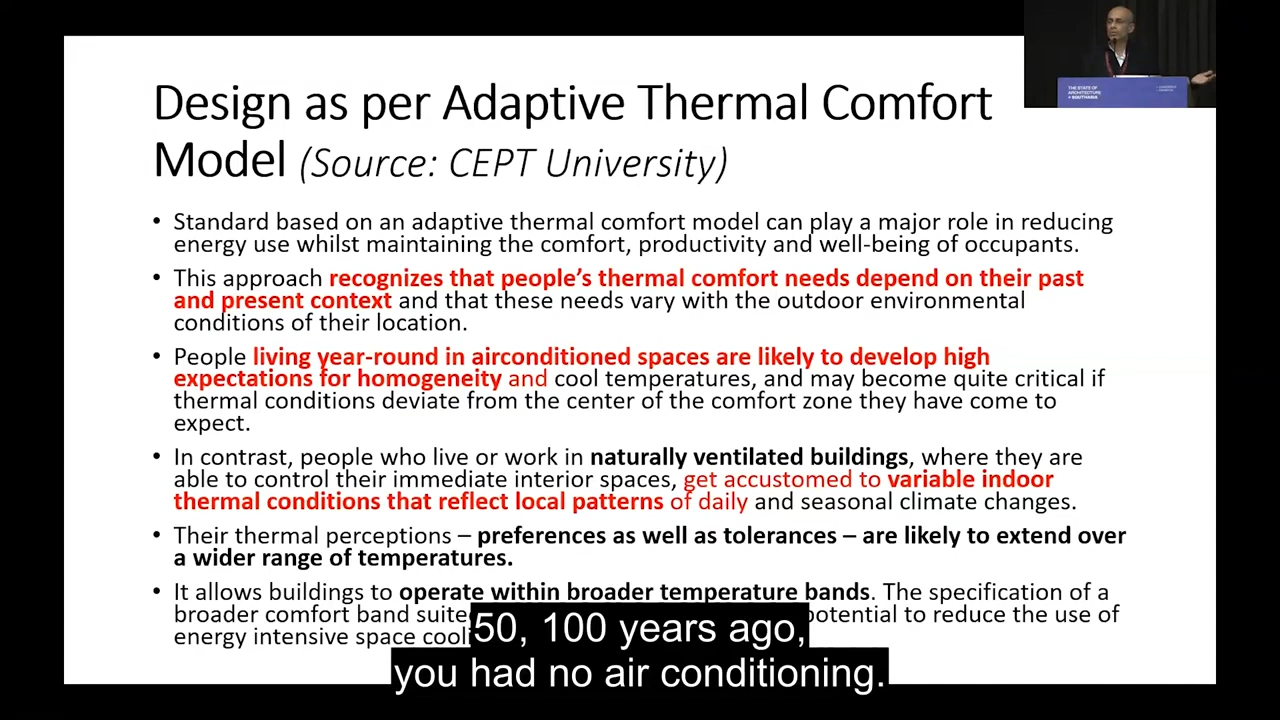 THE STATE OF
ARCHITECTURE
Design as per Adaptive Thermal Comfort
Model (Source: CEPT University)
• Standard based on an adaptive thermal comfort model can play a major role in reducing
energy use whilst maintaining the comfort, productivity and well-being of occupants.
• This approach recognizes that people’s thermal comfort needs depend on their past
and present context and that these needs vary with the outdoor environmental
conditions of their location.
• People living year-round in airconditioned spaces are likely to develop high
expectations for homogeneity and cool temperatures, and may become quite critical if
thermal conditions deviate from the center of the comfort zone they have come to
expect.
• In contrast, people who live or work in naturally ventilated buildings, where they are
able to control their immediate interior spaces, get accustomed to variable indoor
thermal conditions that reflect local patterns of daily and seasonal climate changes.
• Their thermal perceptions – preferences as well as tolerances – are likely to extend over
a wider range of temperatures.
• It allows buildings to operate within broader temperature bands. The specification of a
broader comfort band potential to reduce the use of
energy intensive space
50, 100 years ago,
you had no air conditioning.